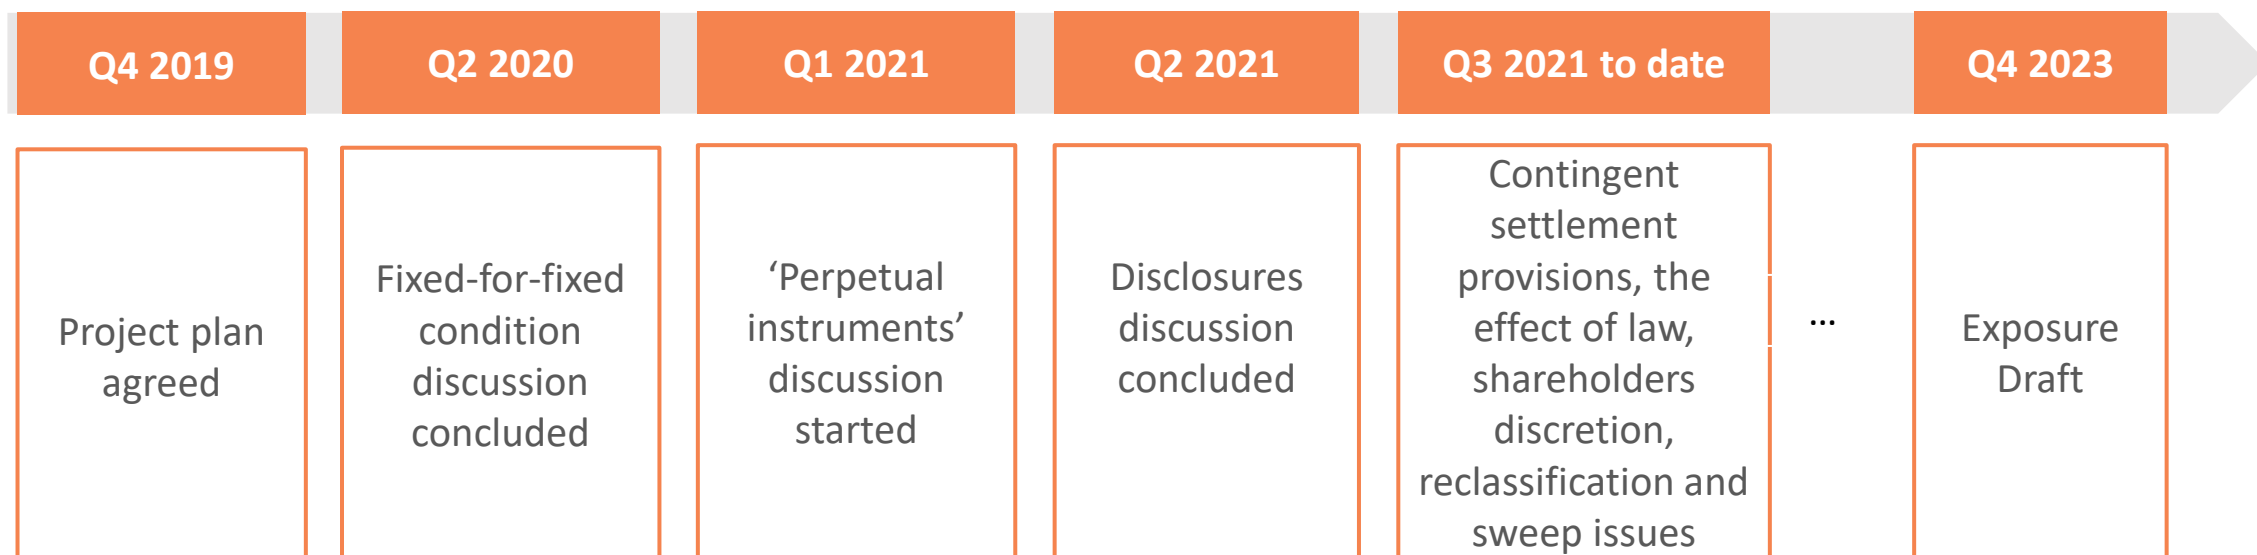 Q4 2019
Q2 2020
Q1 2021
Q2 2021
Q3 2021 to date
Q4 2023
Project plan
agreed
Fixed-for-fixed
condition
discussion
concluded
‘Perpetual
instruments’
discussion
started
Disclosures
discussion
concluded
Contingent
settlement
provisions, the
effect of law,
shareholders
discretion,
reclassification and
sweep issues
...
Exposure
Draft